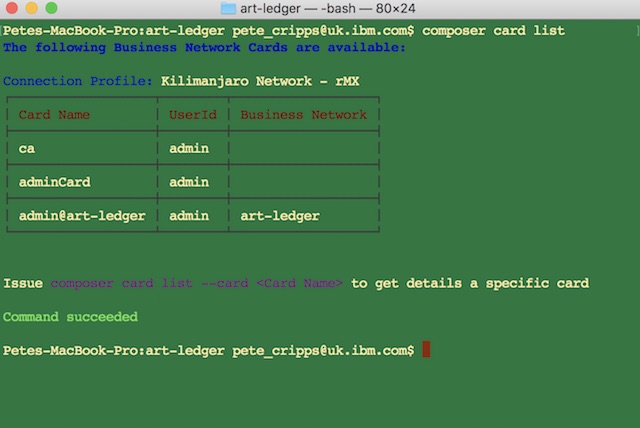 art-ledger — -bash — 80×24
Petes-MacBook-Pro:art-ledger pete_cripps@uk.ibm.com$ composer card list
The following Business Network Cards are available:
Connection Profile: Kilimanjaro Network - rMX
Card Name UserId Business Network
ca admin
adminCard admin
admin@art-ledger admin art-ledger
Issue composer card list --card <Card Name> to get details a specific card
Command succeeded
Petes-MacBook-Pro:art-ledger pete_cripps@uk.ibm.com$